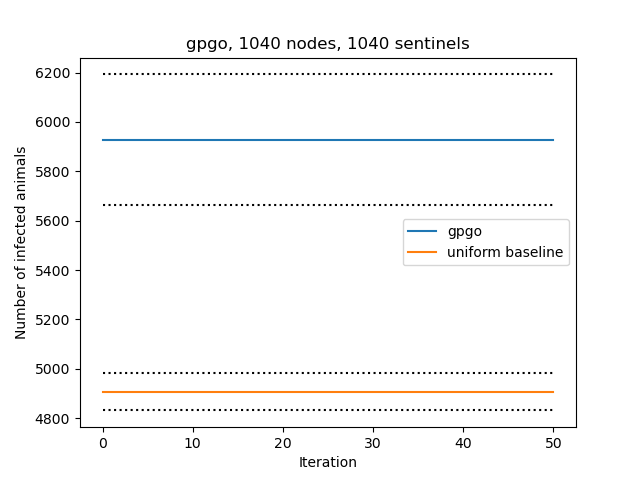 gpgo, 1040 nodes, 1040 sentinels
6200
6000
5800
5600
5400
5200
5000
4800
Number of infected animals
gpgo
uniform baseline
0 10 20 30 40 50
Iteration